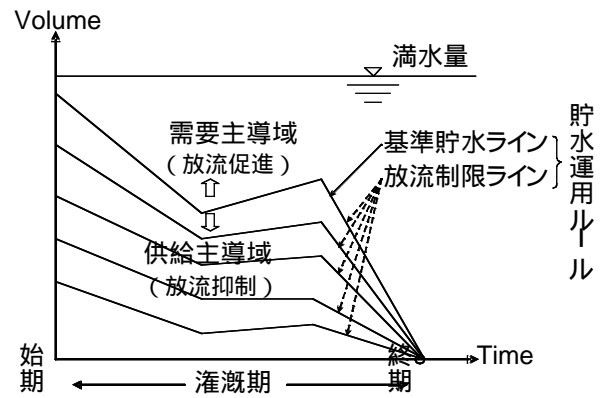 Volume
満水量
需要主導域
(放流促進)
基準貯水ライン
放流制限ライン
貯水運用ルール
供給主導域
(放流抑制)
始期
終期
Time
灌漑期